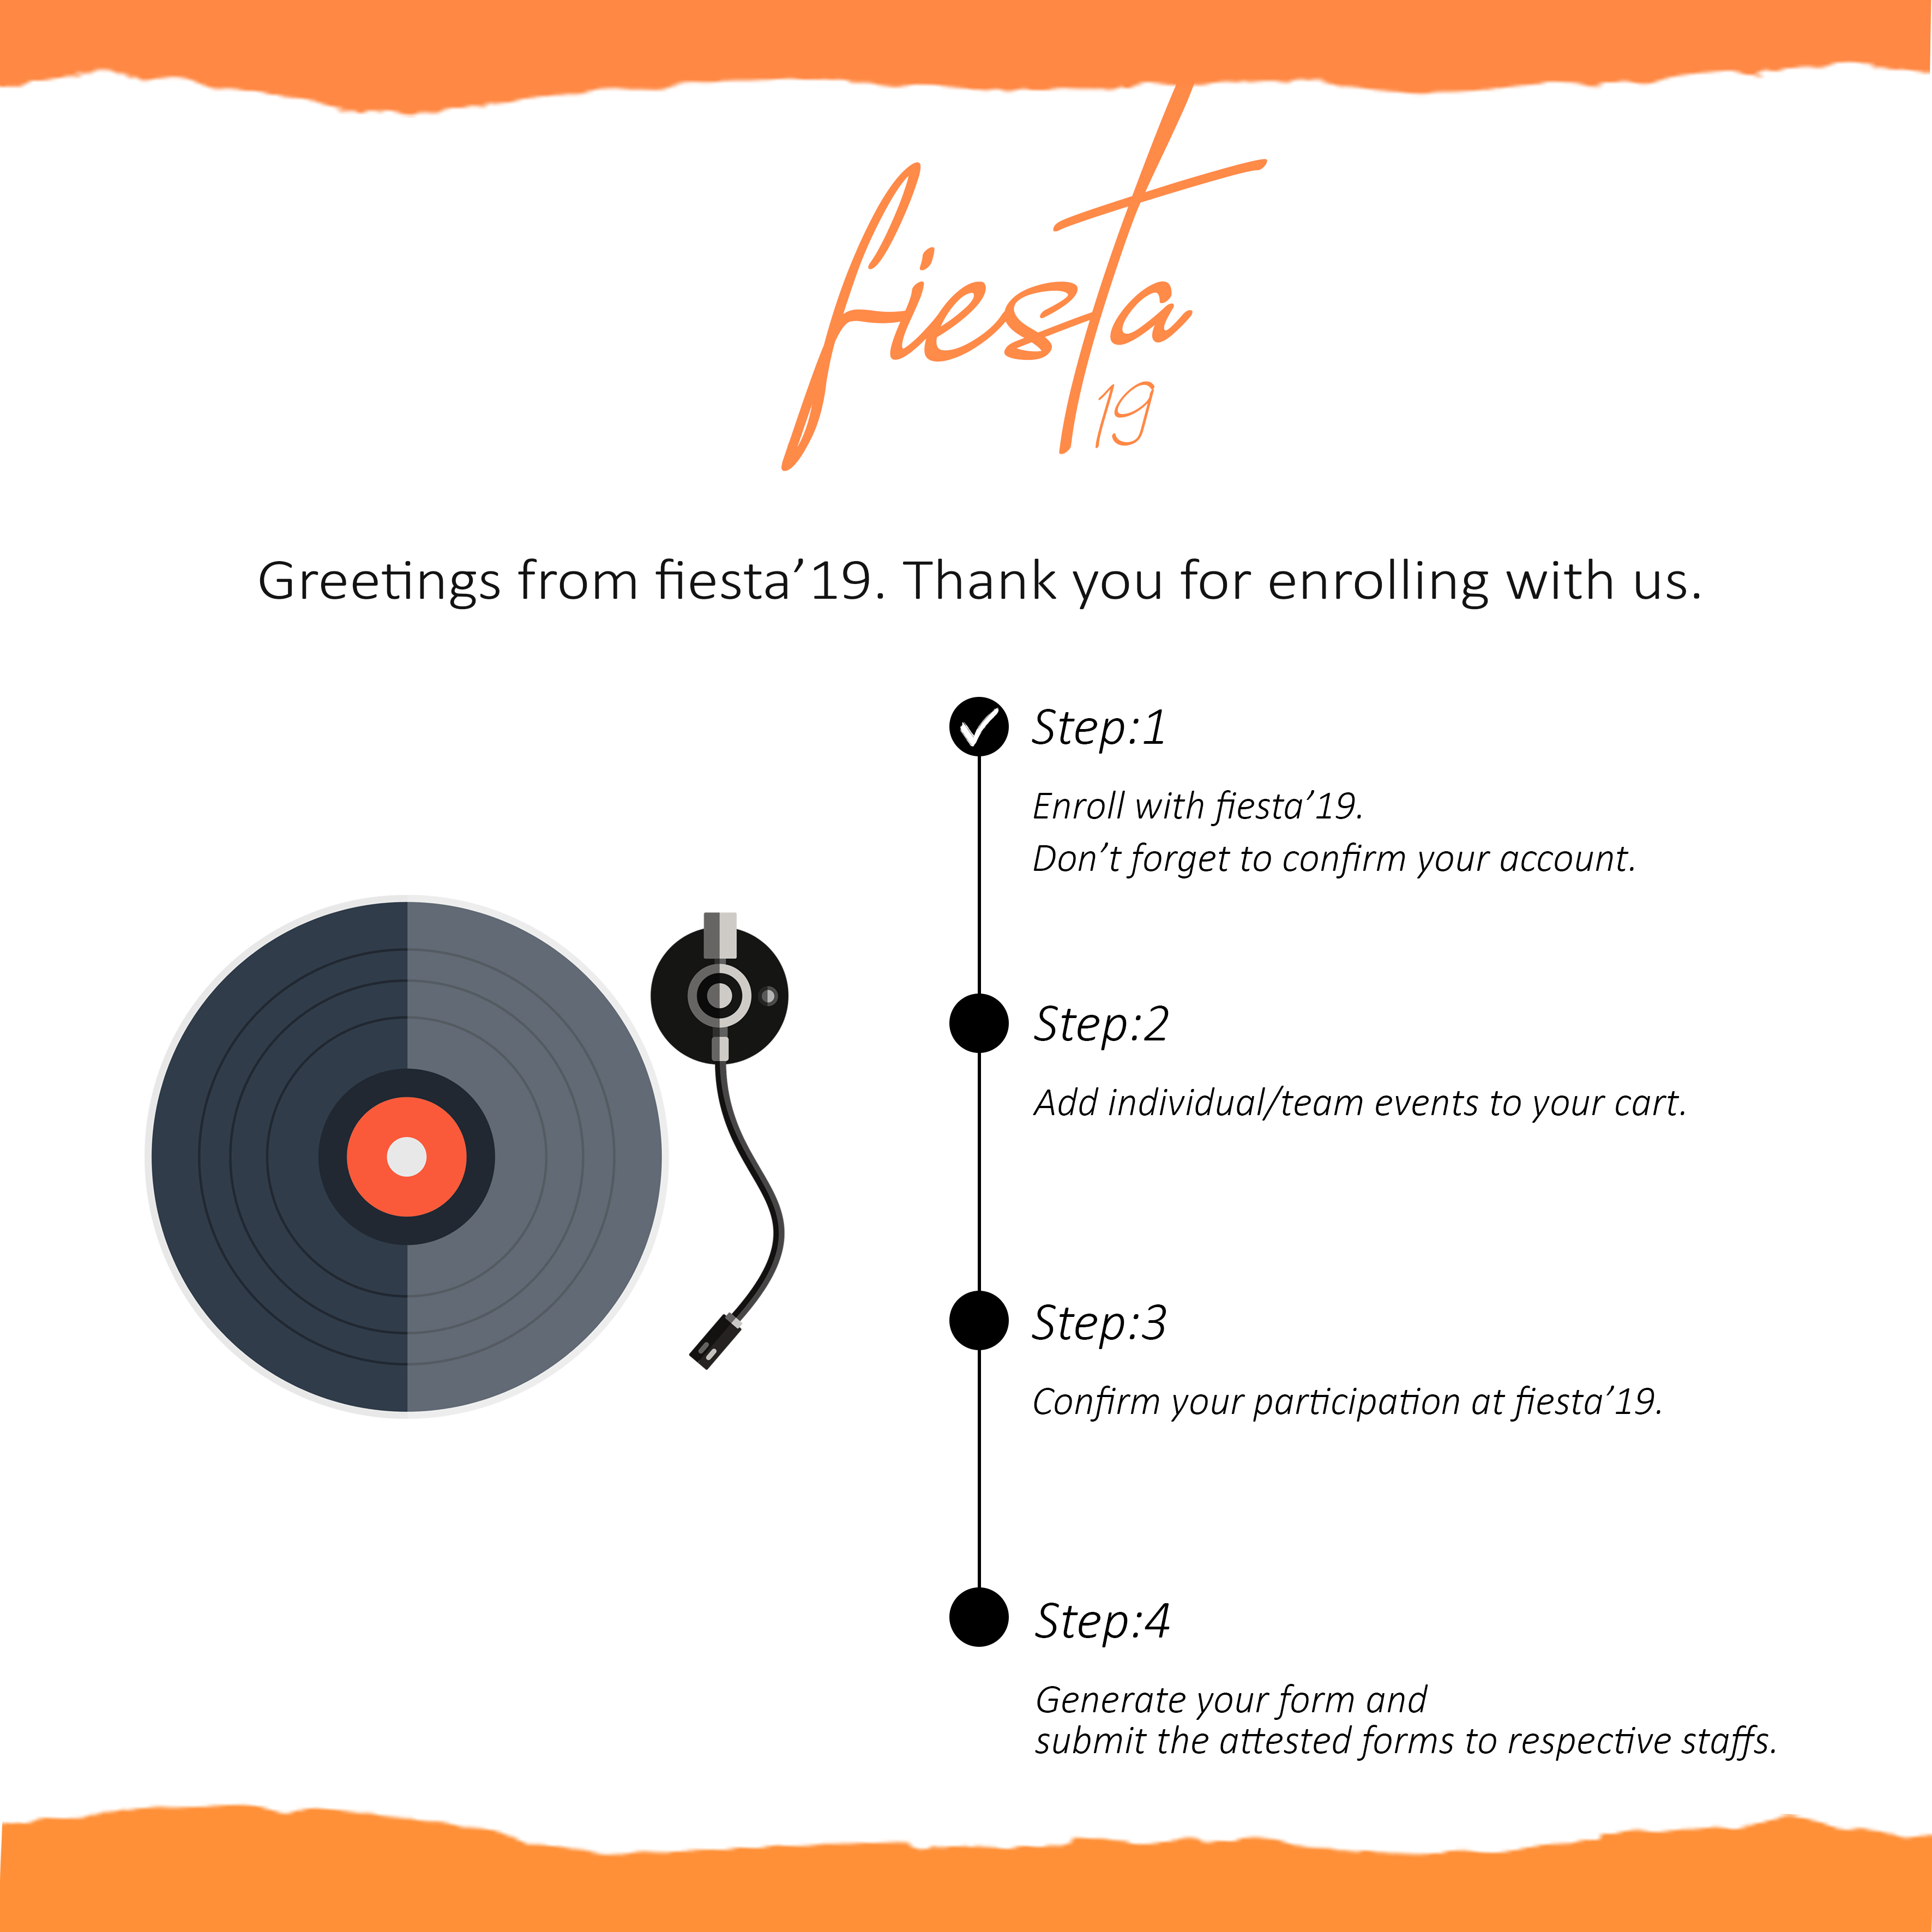 fiesta
19
Greetings from fiesta’19. Thank you for enrolling with us.
Step:1
Enroll with fiesta’19.
Don’t forget to confirm your account.
Step:2
Add individual/team events to your cart.
Step:3
Confirm your participation at fiesta’19.
Step:4
Generate your form and
submit the attested forms to respective staffs.